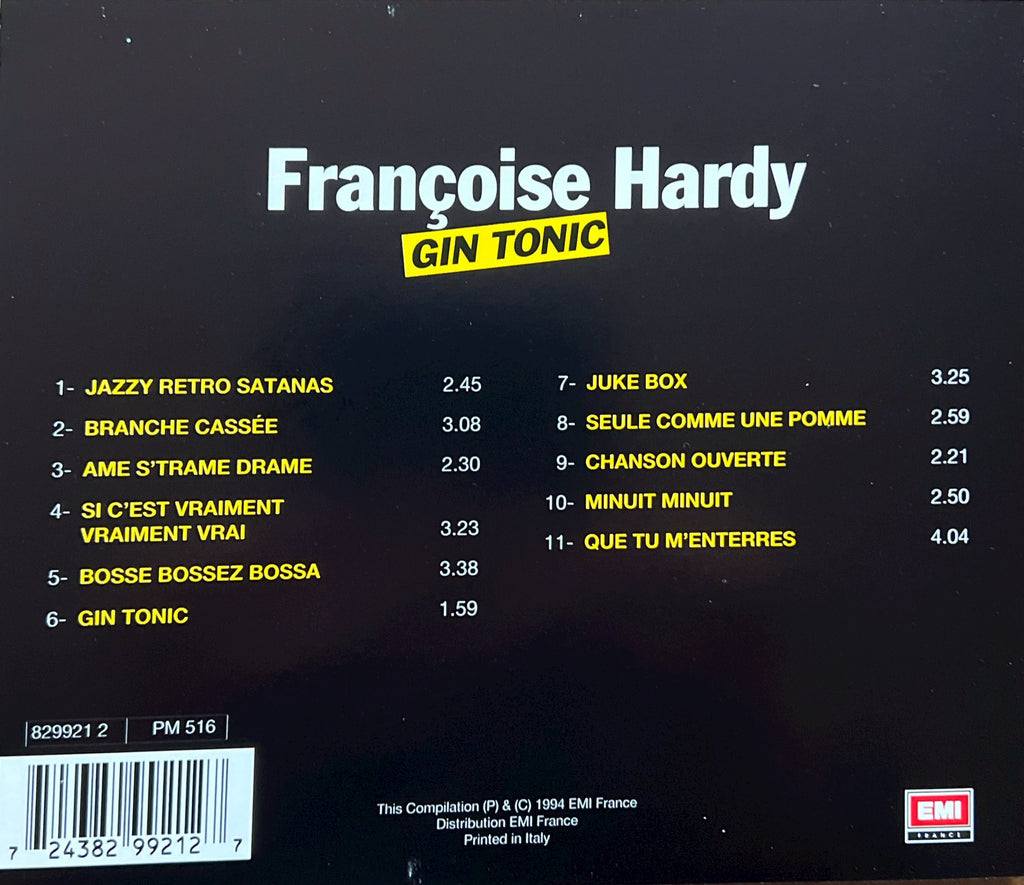 Françoise Hardy
GIN TONIC
1- JAZZY RETRO SATANAS 2.45
2- BRANCHE CASSÉE 3.08
3- AME S'TRAME DRAME 2.30
4- SI C'EST VRAIMENT
VRAIMENT VRAI 3.23
5- BOSSE BOSSEZ BOSSA 3.38
6- GIN TONIC 1.59
7- JUKE BOX 3.25
8- SEULE COMME UNE POMME 2.59
9- CHANSON OUVERTE 2.21
10- MINUIT MINUIT 2.50
11- QUE TU M'ENTERRES 4.04
829921 2 PM 516
7 24382 99212 7
This Compilation (P) & (C) 1994 EMI France
Distribution EMI France
Printed in Italy
EMI
FRANCE